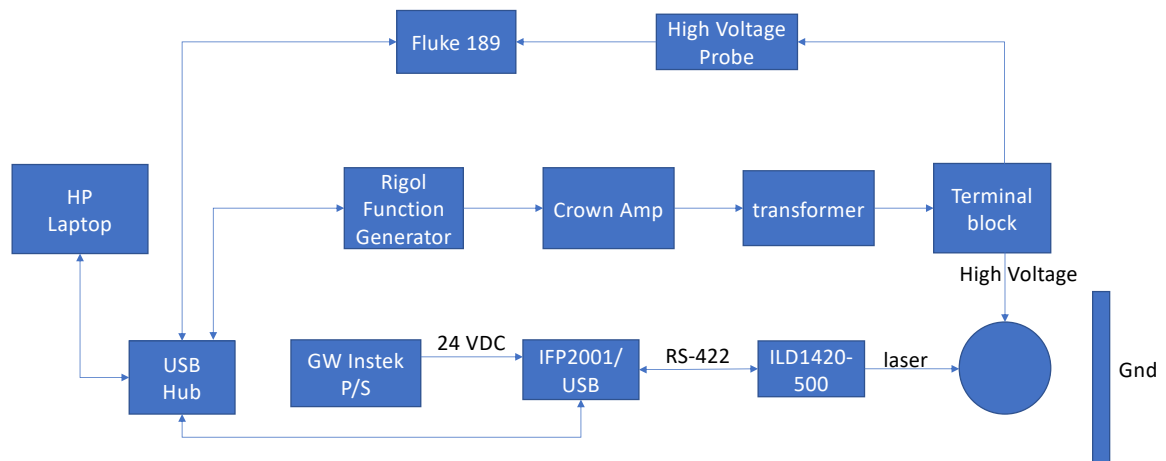 Fluke 189
High Voltage
Probe
HP
Laptop
Rigol
Function
Generator
Crown Amp
transformer
Terminal
block
High Voltage
USB
Hub
GW Instek
P/S
24 VDC
IFP2001/
USB
RS-422
ILD1420-
500
laser
Gnd